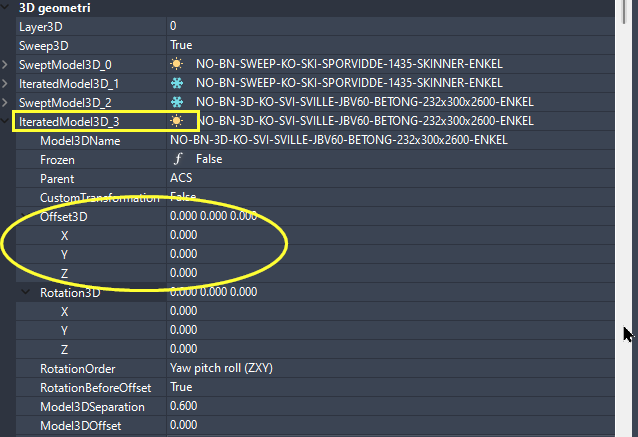 3D geometri
Layer3D 0
Sweep3D True
SweptModel3D_0 NO-BN-SWEEP-KO-SKI-SPORVIDDE-1435-SKINNER-ENKEL
IteratedModel3D_1 NO-BN-SWEEP-KO-SKI-SPORVIDDE-1435-SKINNER-ENKEL
SweptModel3D_2 NO-BN-3D-KO-SVI-SVILLE-JBV60-BETONG-232x300x2600-ENKEL
IteratedModel3D_3 NO-BN-3D-KO-SVI-SVILLE-JBV60-BETONG-232x300x2600-ENKEL
Model3DName NO-BN-3D-KO-SVI-SVILLE-JBV60-BETONG-232x300x2600-ENKEL
Frozen f False
Parent ACS
CustomTransformation False
Offset3D 0.000 0.000 0.000
X 0.000
Y 0.000
Z 0.000
Rotation3D 0.000 0.000 0.000
X 0.000
Y 0.000
Z 0.000
RotationOrder Yaw pitch roll (ZXY)
RotationBeforeOffset True
Model3DSeparation 0.600
Model3DOffset 0.000